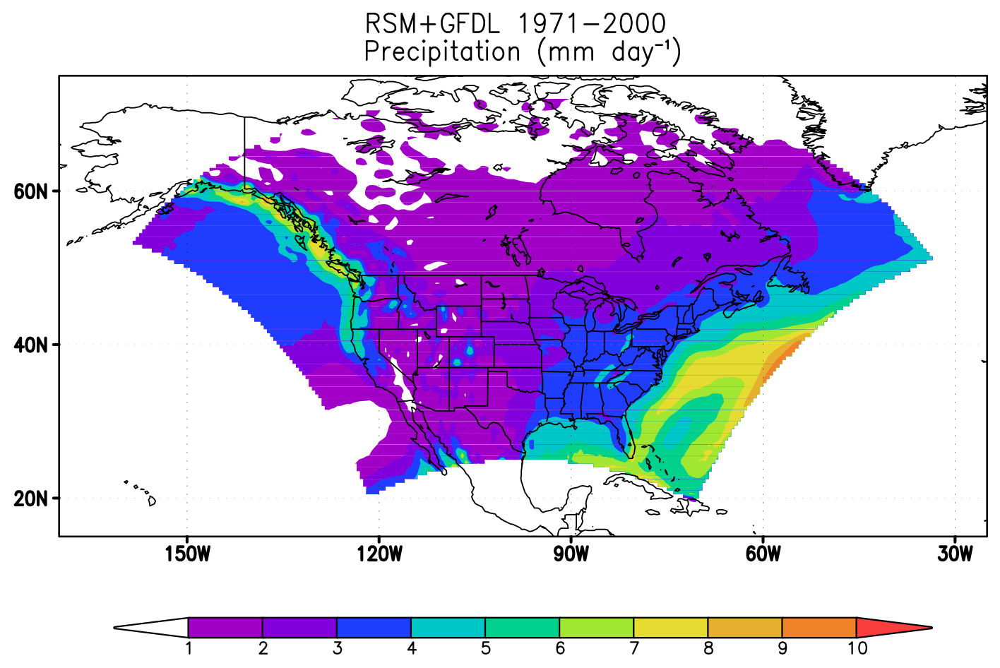 RSM+GFDL 1971−2000
Precipitation (mm day⁻¹)
60N
40N
20N
150W 120W 90W 60W 30W
1 2 3 4 5 6 7 8 9 10